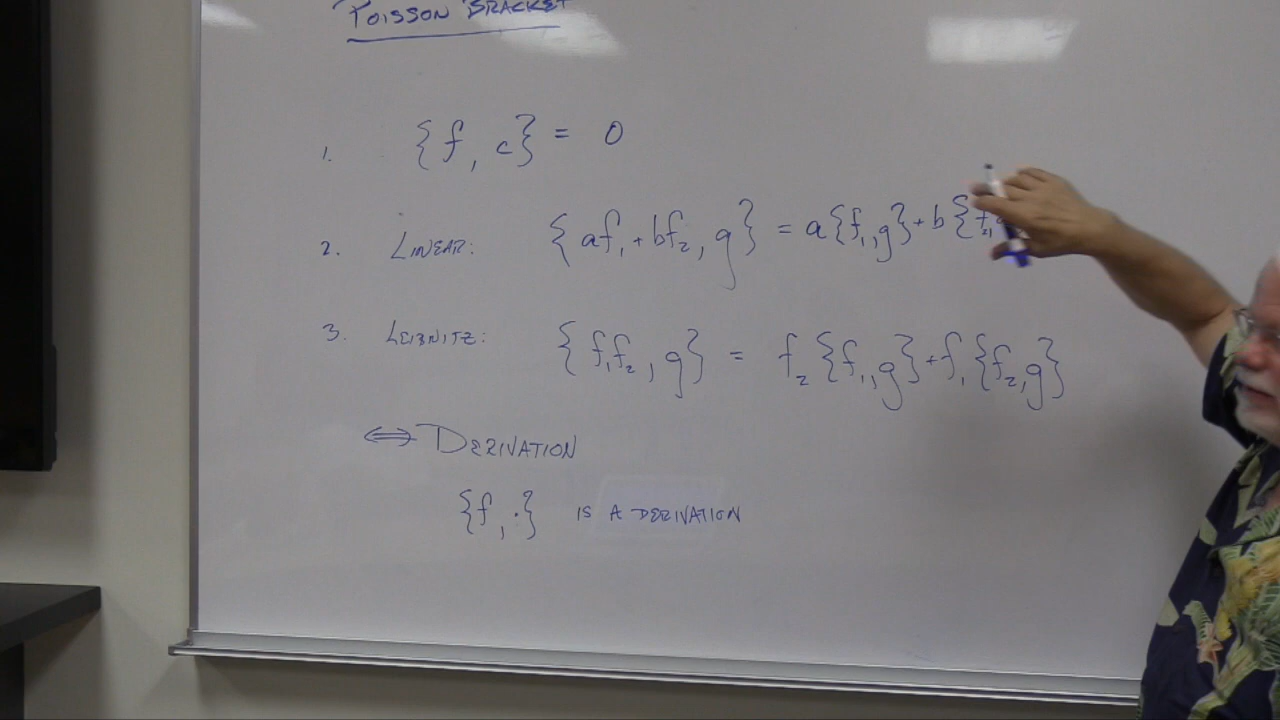 POISSON BRACKET
1. {f, c} = 0
2. LINEAR: {af₁ + bf₂, g} = a{f₁, g} + b{f₂,
3. LEIBNITZ: {f₁f₂, g} = f₂{f₁, g} + f₁{f₂, g}
⟺ DERIVATION
{f, ·} IS A DERIVATION